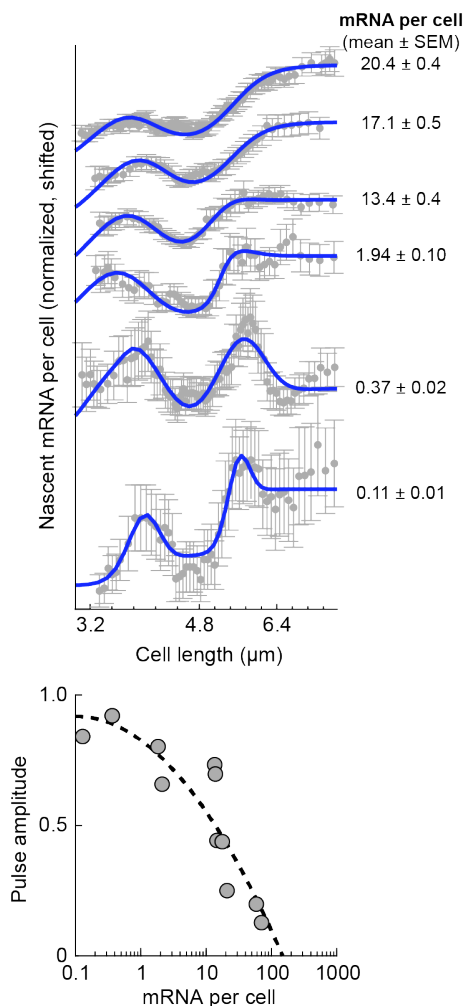 mRNA per cell
(mean ± SEM)
20.4 ± 0.4
17.1 ± 0.5
13.4 ± 0.4
1.94 ± 0.10
0.37 ± 0.02
0.11 ± 0.01
Nascent mRNA per cell (normalized, shifted)
3.2 4.8 6.4
Cell length (μm)
1.0
0.5
0
Pulse amplitude
0.1 1 10 100 1000
mRNA per cell